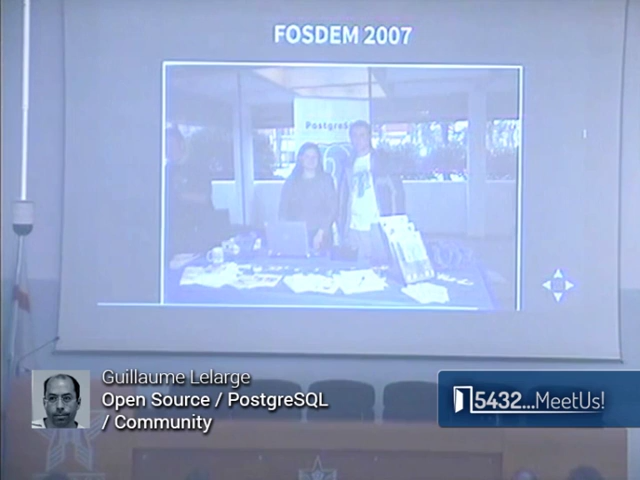 FOSDEM 2007
PostgreSQL
Guillaume Lelarge
Open Source / PostgreSQL
/ Community
5432...MeetUs!